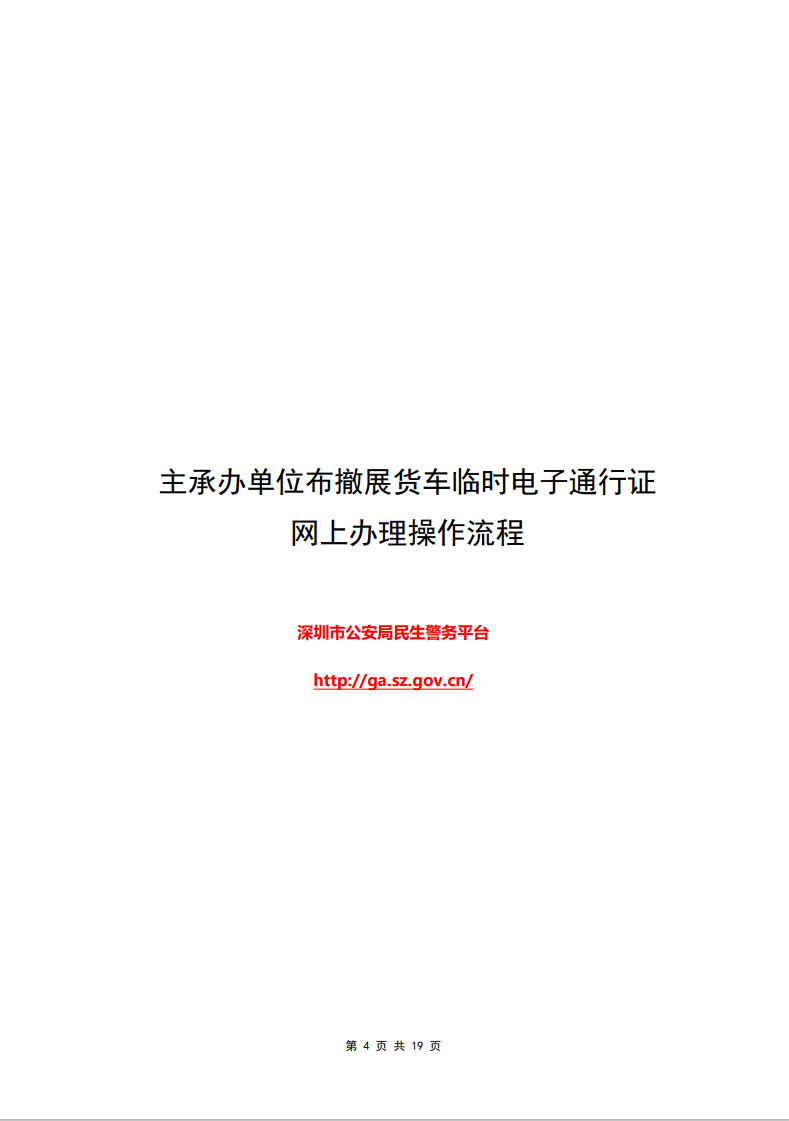 主承办单位布撤展货车临时电子通行证
网上办理操作流程
深圳市公安局民生警务平台
http://ga.sz.gov.cn/
第 4 页 共 19 页